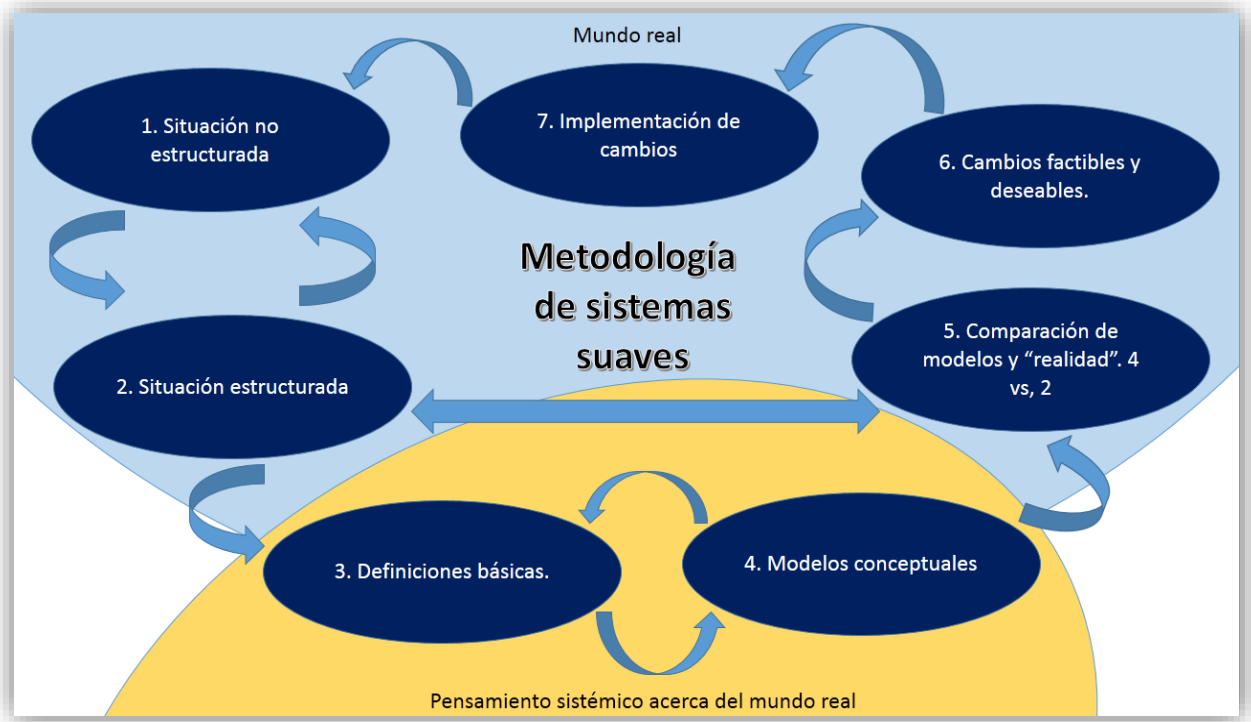 Mundo real
1. Situación no
estructurada
7. Implementación de
cambios
6. Cambios factibles y
deseables.
Metodología
de sistemas
suaves
2. Situación estructurada
5. Comparación de
modelos y “realidad”. 4
vs, 2
3. Definiciones básicas.
4. Modelos conceptuales
Pensamiento sistémico acerca del mundo real